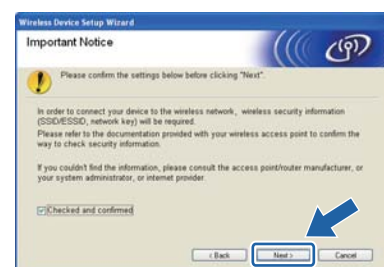 Wireless Device Setup Wizard
Important Notice
Please confirm the settings below before clicking "Next".
In order to connect your device to the wireless network, wireless security information
(SSID/ESSID, network key) will be required.
Please refer to the documentation provided with your wireless access point to confirm the
way to check security information.
If you couldn't find the information, please consult the access point/router manufacturer, or
your system administrator, or internet provider.
Checked and confirmed
< Back
Next >
Cancel